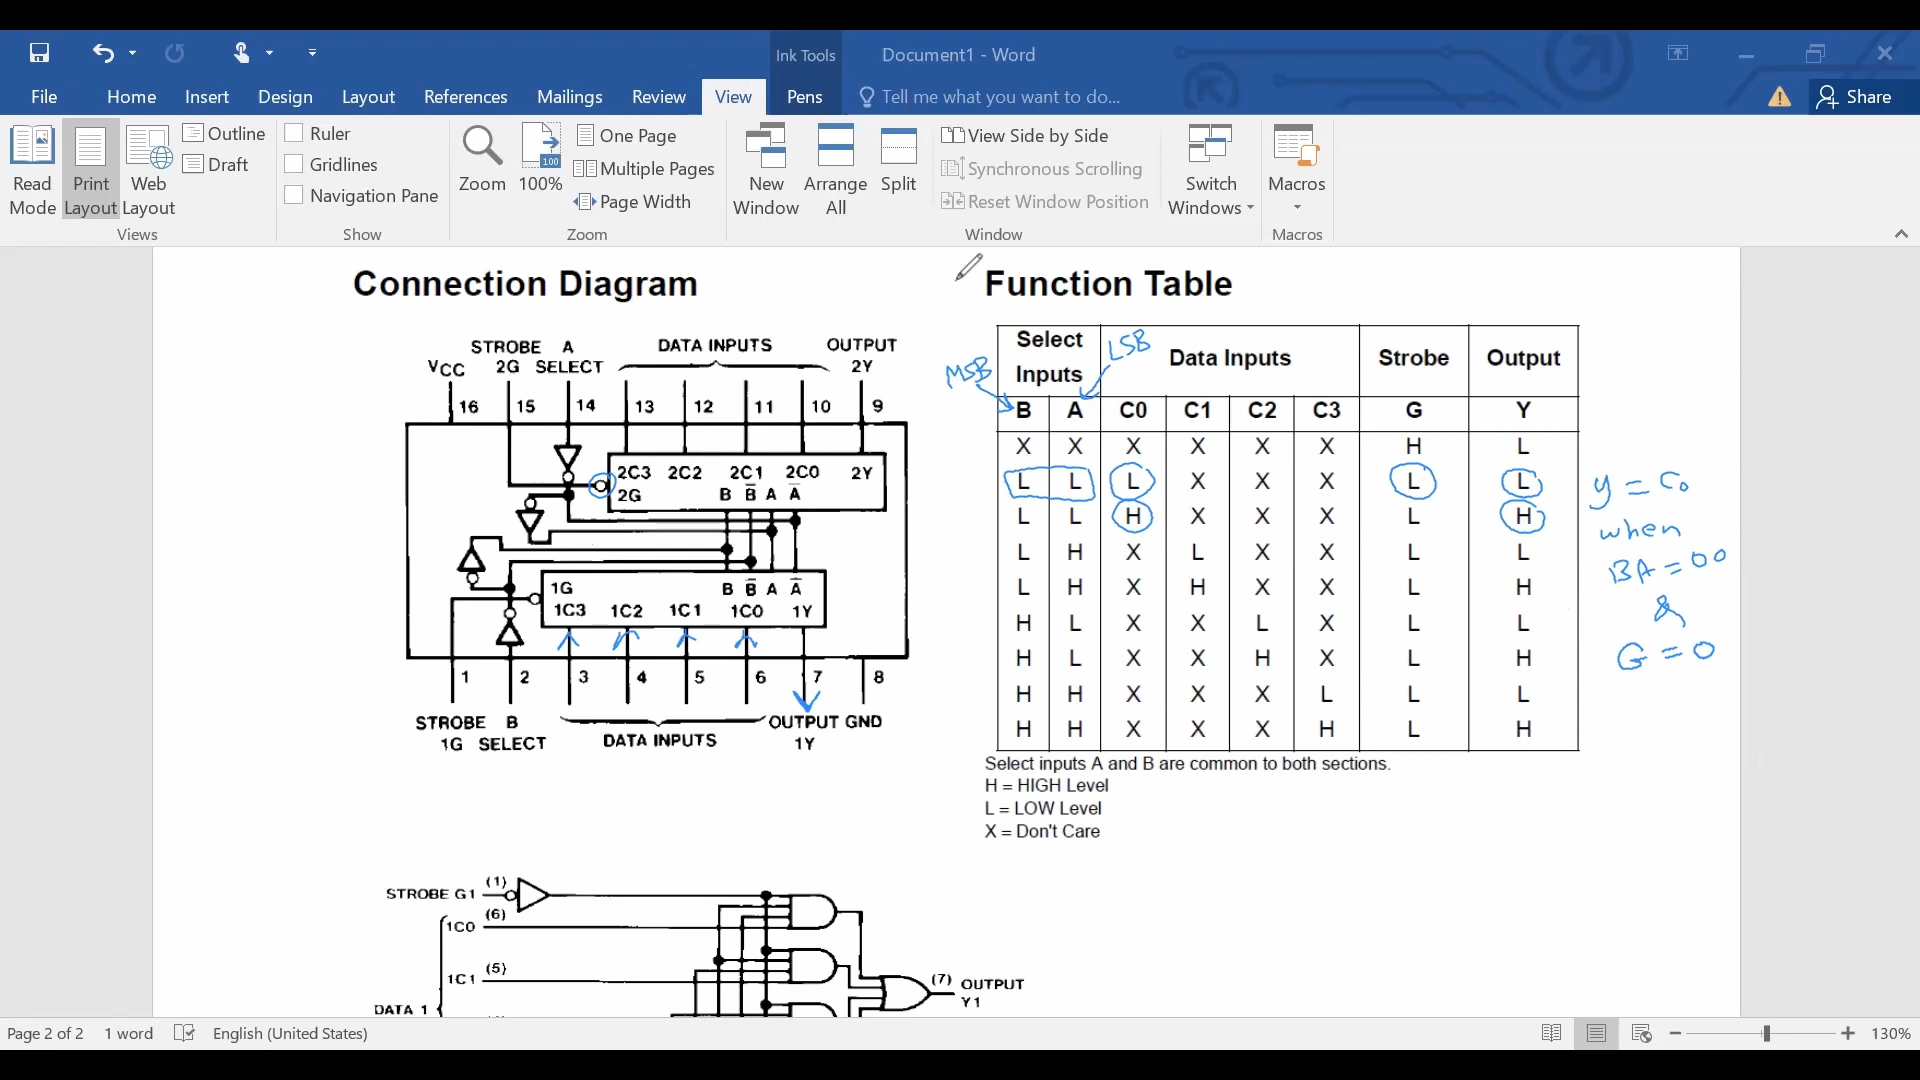 Ink Tools
Document1 - Word
File Home Insert Design Layout References Mailings Review View Pens Tell me what you want to do... Share
Read Mode
Print Layout
Web Layout
Outline
Draft
Views
Ruler
Gridlines
Navigation Pane
Show
Zoom
100
100%
One Page
Multiple Pages
Page Width
Zoom
New Window
Arrange All
Split
View Side by Side
Synchronous Scrolling
Reset Window Position
Window
Switch Windows
Macros
Macros
Connection Diagram
STROBE A DATA INPUTS OUTPUT
VCC 2G SELECT 2Y
16 15 14 13 12 11 10 9
2C3 2C2 2C1 2C0 2Y
2G B B̅ A A̅
1G B B̅ A A̅
1C3 1C2 1C1 1C0 1Y
1 2 3 4 5 6 7 8
STROBE B OUTPUT GND
1G SELECT DATA INPUTS 1Y
Function Table
MSB
LSB
Select Inputs Data Inputs Strobe Output
B A C0 C1 C2 C3 G Y
X X X X X X H L
L L L X X X L L
L L H X X X L H
L H X L X X L L
L H X H X X L H
H L X X L X L L
H L X X H X L H
H H X X X L L L
H H X X X H L H
y = C0
when
BA = 00
&
G = 0
Select inputs A and B are common to both sections.
H = HIGH Level
L = LOW Level
X = Don't Care
STROBE G1 (1)
1C0 (6)
1C1 (5)
DATA 1
(7) OUTPUT
Y1
Page 2 of 2 1 word English (United States) 130%